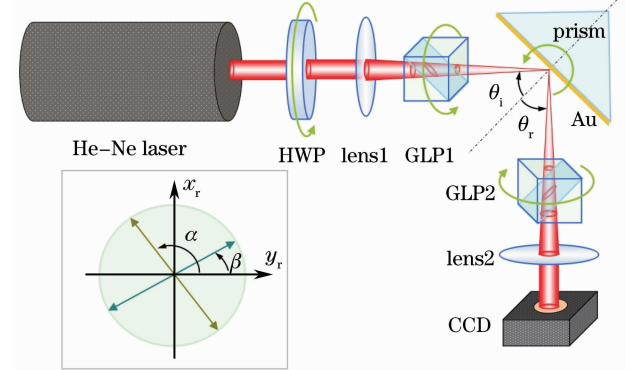 prism
θi
θr
Au
He-Ne laser
HWP
lens1
GLP1
GLP2
lens2
CCD
xr
α
β
yr